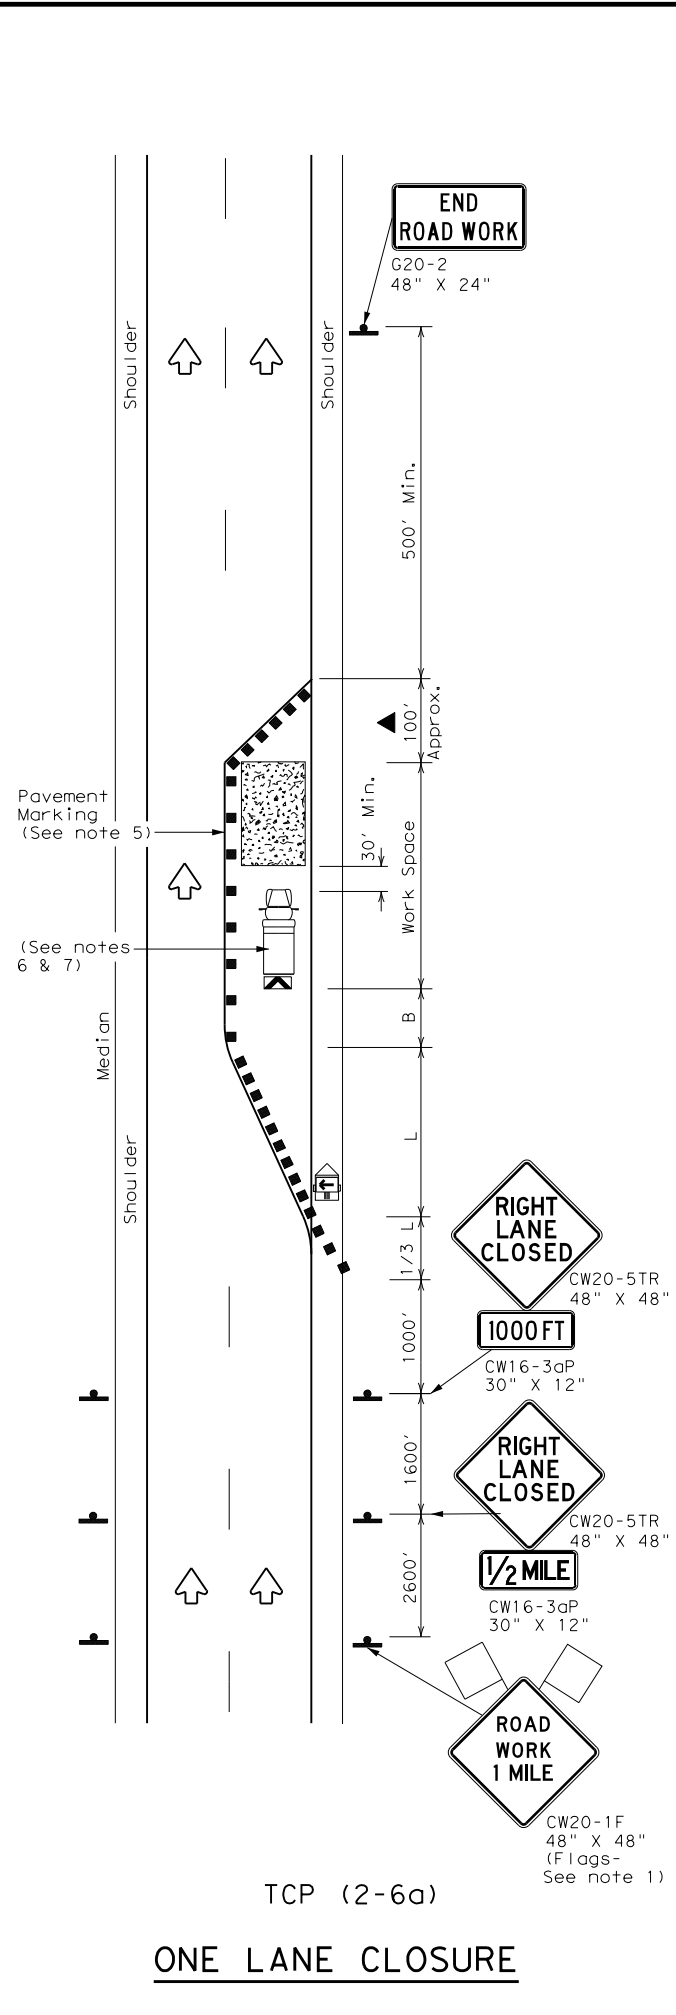 END
ROAD WORK
G20-2
48" X 24"
Shoulder
Shoulder
500' Min.
100'
Approx.
30' Min.
Pavement
Marking
(See note 5)
Work Space
(See notes
6 & 7)
B
Median
L
Shoulder
1/3 L
RIGHT
LANE
CLOSED
CW20-5TR
48" X 48"
1000 FT
CW16-3aP
30" X 12"
1000'
1600'
RIGHT
LANE
CLOSED
CW20-5TR
48" X 48"
1/2 MILE
CW16-3aP
30" X 12"
2600'
ROAD
WORK
1 MILE
CW20-1F
48" X 48"
(Flags-
See note 1)
TCP (2-6a)
ONE LANE CLOSURE